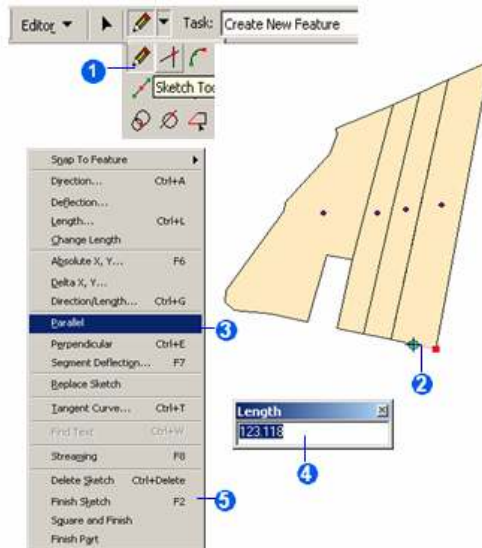 Editor Task: Create New Feature
1
Sketch Too
Snap To Feature
Direction... Ctrl+A
Deflection...
Length... Ctrl+L
Change Length
Absolute X, Y... F6
Delta X, Y...
Direction/Length... Ctrl+G
Parallel
3
Perpendicular Ctrl+E
Segment Deflection... F7
Replace Sketch
Tangent Curve... Ctrl+T
Find Text Ctrl+W
Streaming F8
Delete Sketch Ctrl+Delete
Finish Sketch F2
5
Square and Finish
Finish Part
2
Length
123.118
4